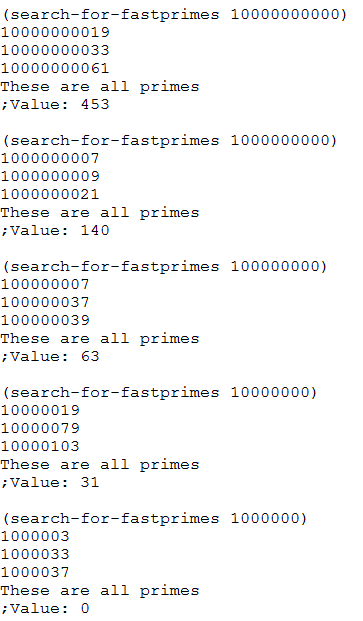 (search-for-fastprimes 10000000000)
10000000019
10000000033
10000000061
These are all primes
;Value: 453
(search-for-fastprimes 1000000000)
1000000007
1000000009
1000000021
These are all primes
;Value: 140
(search-for-fastprimes 100000000)
100000007
100000037
100000039
These are all primes
;Value: 63
(search-for-fastprimes 10000000)
10000019
10000079
10000103
These are all primes
;Value: 31
(search-for-fastprimes 1000000)
1000003
1000033
1000037
These are all primes
;Value: 0